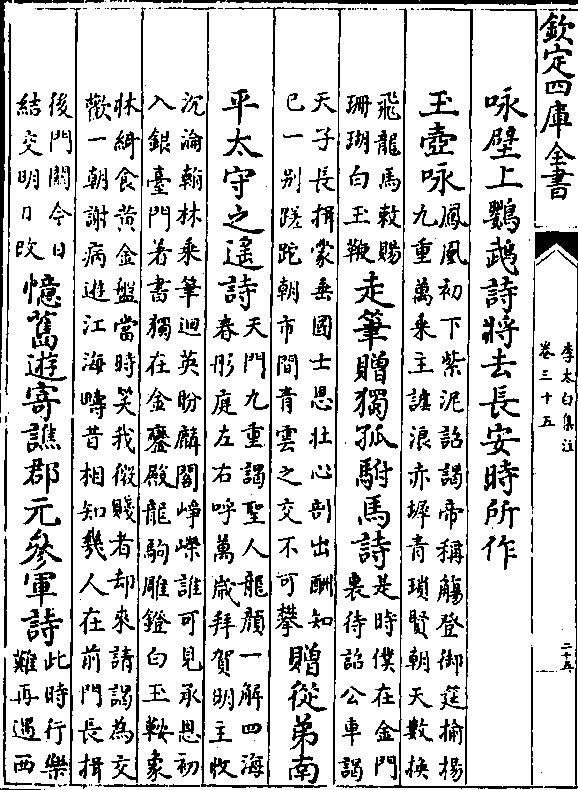 欽定四庫全書
李太白集注
卷三十五
二十五
咏壁上鸚鵡詩將去長安時所作
玉壺咏
鳳凰初下紫泥詔謁帝稱觴登御筵揄揚
九重萬乗主謔浪赤墀青瑣賢朝天數換
飛龍馬敕賜
珊瑚白玉鞭
走筆贈獨孤駙馬詩
是時僕在金門
裏待詔公車謁
天子長揖蒙垂國士恩壯心剖出酬知
已一别蹉跎朝市間青雲之交不可攀
贈從弟南
平太守之遙詩
天門九重謁聖人龍顔一解四海
春彤庭左右呼萬歲拜賀明主收
沉淪翰林秉筆迴英盼麟閣崢嶸誰可見承恩初
入銀臺門著書獨在金鑾殿龍駒雕鐙白玉鞍象
牀綺食黄金盤當時笑我微賤者却來請謁為交
歡一朝謝病逰江海疇昔相知幾人在前門長揖
後門闗今日
結交明日改
憶舊逰寄譙郡元參軍詩
此時行樂
難再遇西